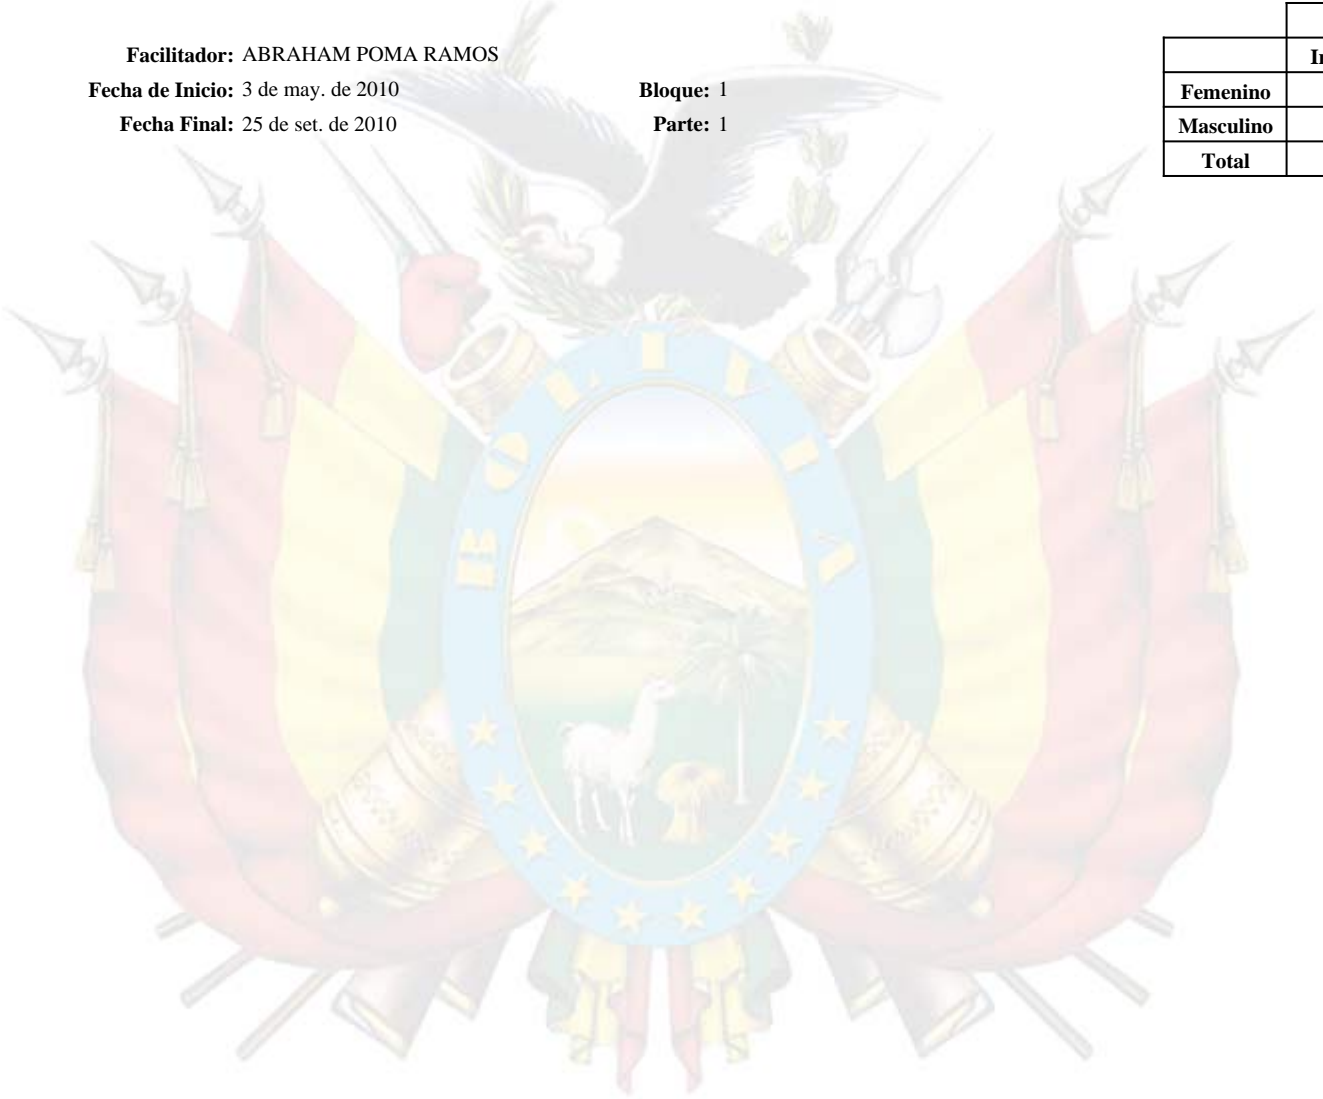 Facilitador: ABRAHAM POMA RAMOS
Fecha de Inicio: 3 de may. de 2010 Bloque: 1
Fecha Final: 25 de set. de 2010 Parte: 1
Femenino
Masculino
Total
BOLIVIA